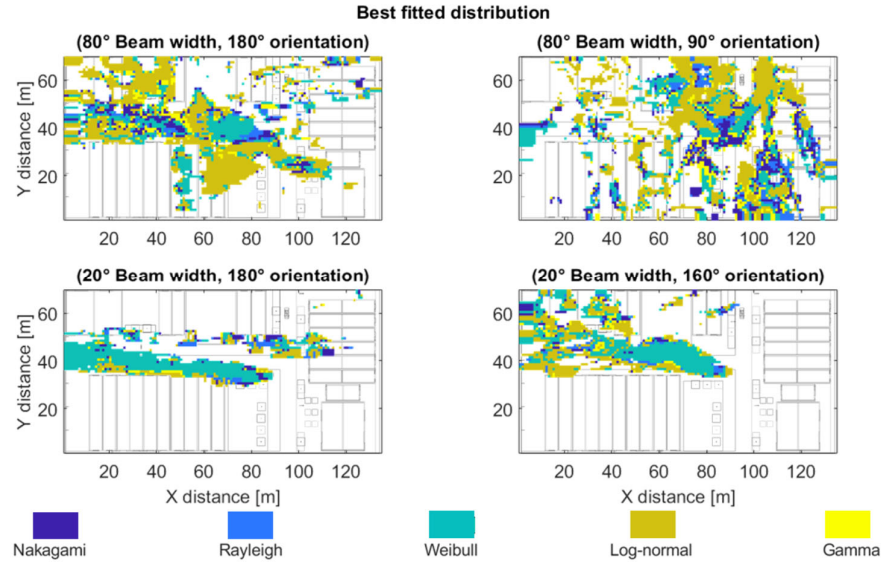 Best fitted distribution
(80° Beam width, 180° orientation)
(80° Beam width, 90° orientation)
60
40
20
Y distance [m]
20 40 60 80 100 120
60
40
20
20 40 60 80 100 120
(20° Beam width, 180° orientation)
(20° Beam width, 160° orientation)
60
40
20
Y distance [m]
20 40 60 80 100 120
X distance [m]
60
40
20
20 40 60 80 100 120
X distance [m]
Nakagami
Rayleigh
Weibull
Log-normal
Gamma